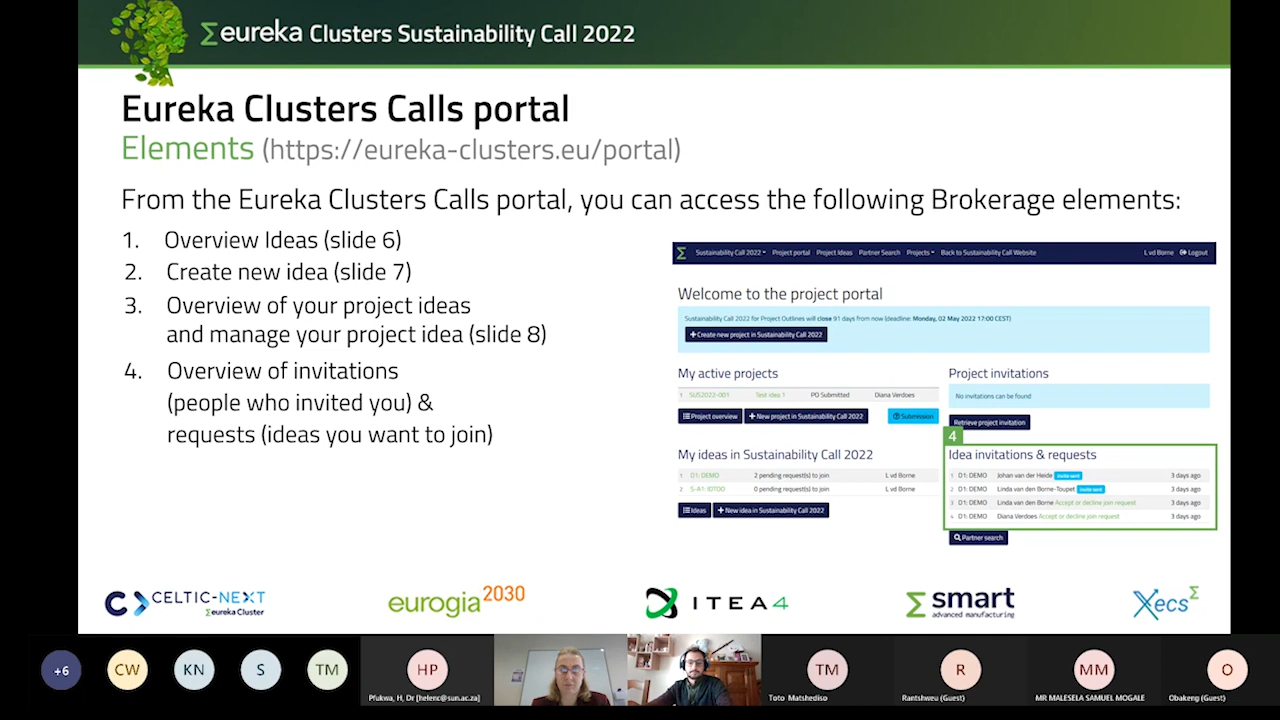 Σeureka Clusters Sustainability Call 2022
Eureka Clusters Calls portal
Elements (https://eureka-clusters.eu/portal)
From the Eureka Clusters Calls portal, you can access the following Brokerage elements:
1. Overview Ideas (slide 6)
2. Create new idea (slide 7)
3. Overview of your project ideas
and manage your project idea (slide 8)
4. Overview of invitations
(people who invited you) &
requests (ideas you want to join)
Σ Sustainability Call 2022 Project portal Project Ideas Partner Search Projects Back to Sustainability Call Website L vd Borne Logout
Welcome to the project portal
Sustainability Call 2022 for Project Outlines will close 91 days from now (deadline: Monday, 02 May 2022 17:00 CEST)
+ Create new project in Sustainability Call 2022
My active projects
1 SUS2022-001 Test idea 1 PO Submitted Diana Verdoes
Project overview + New project in Sustainability Call 2022 Submission
Project invitations
No invitations can be found
Retrieve project invitation
My ideas in Sustainability Call 2022
1 D1: DEMO 2 pending request(s) to join L vd Borne
2 S-A1: IDTOO 0 pending request(s) to join L vd Borne
Ideas + New idea in Sustainability Call 2022
4
Idea invitations & requests
1 D1: DEMO Johan van der Heide Invite sent 3 days ago
2 D1: DEMO Linda van den Borne-Toupet Invite sent 3 days ago
3 D1: DEMO Linda van den Borne Accept or decline join request 3 days ago
4 D1: DEMO Diana Verdoes Accept or decline join request 3 days ago
Partner search
CELTIC-NEXT
Σeureka Cluster
eurogia2030
ITEA4
Σ smart
advanced manufacturing
XecsΣ
+6
CW
KN
S
TM
HP
Pfukwa, H, Dr [helenc@sun.ac.za]
TM
Toto Matshediso
R
Rantshweu (Guest)
MM
MR MALESELA SAMUEL MOGALE
O
Obakeng (Guest)